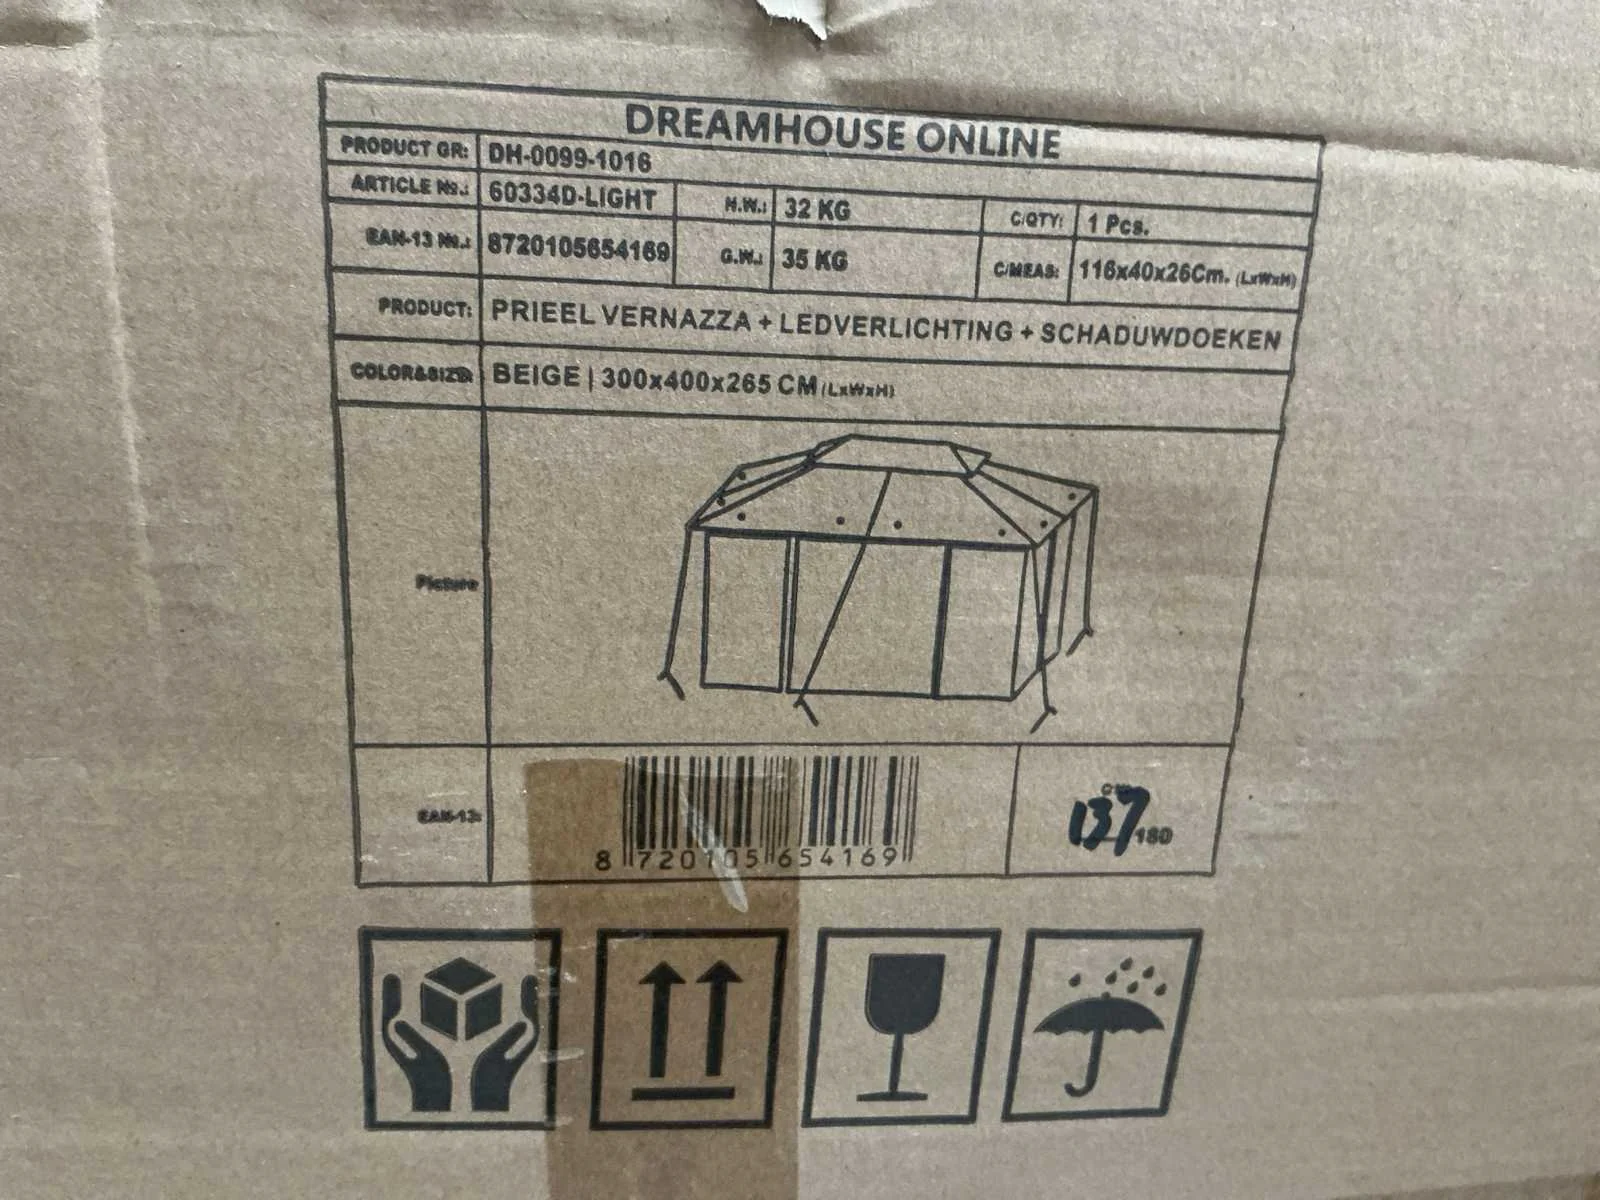 DREAMHOUSE ONLINE
PRODUCT GR: DH-0099-1016
ARTICLE No.: 60334D-LIGHT N.W.: 32 KG C/QTY: 1 Pcs.
EAN-13 No.: 8720105654169 G.W.: 35 KG C/MEAS: 116x40x26Cm. (LxWxH)
PRODUCT: PRIEEL VERNAZZA + LEDVERLICHTING + SCHADUWDOEKEN
COLOR&SIZE: BEIGE | 300x400x265 CM (LxWxH)
Picture
EAN-13:
8 720105 654169
137
180